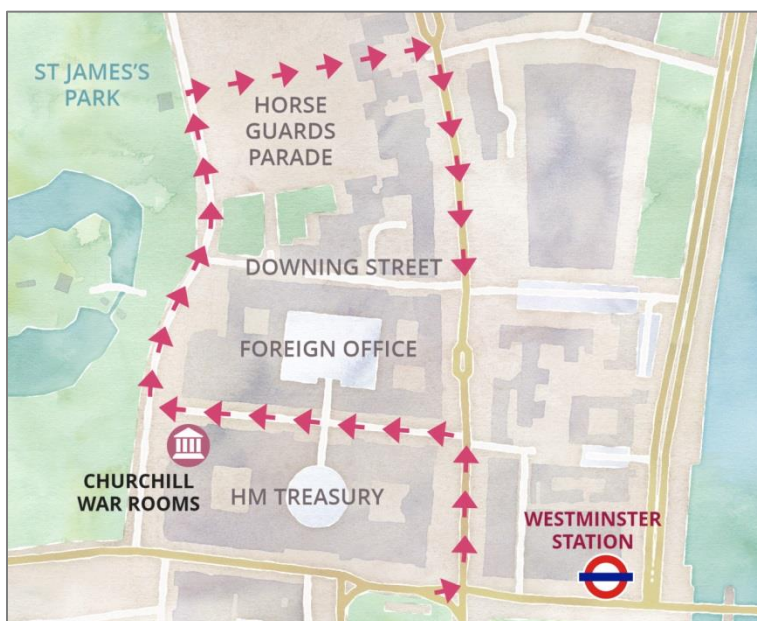 ST JAMES'S
PARK
HORSE
GUARDS
PARADE
DOWNING STREET
FOREIGN OFFICE
CHURCHILL
WAR ROOMS
HM TREASURY
WESTMINSTER
STATION